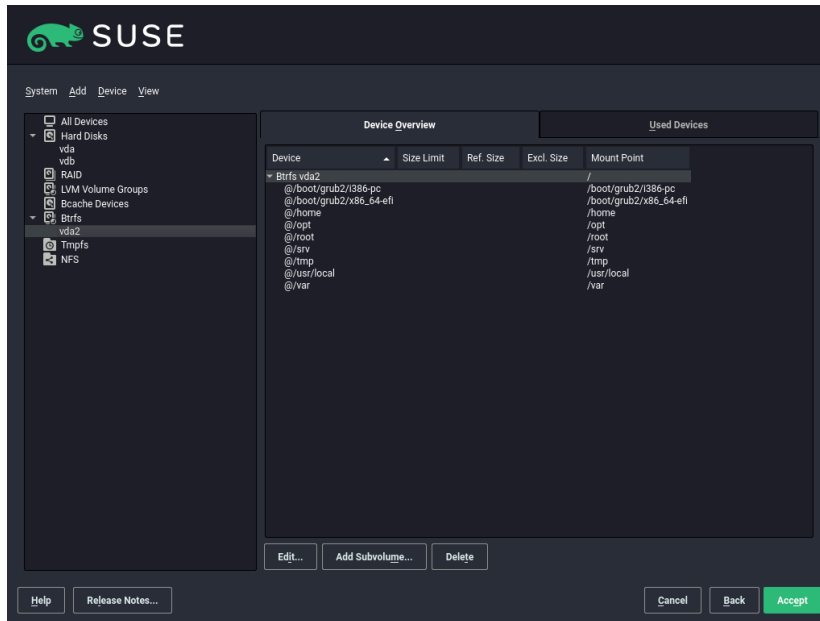 SUSE
System Add Device View
All Devices
Hard Disks
vda
vdb
RAID
LVM Volume Groups
Bcache Devices
Btrfs
vda2
Tmpfs
NFS
Device Overview Used Devices
Device Size Limit Ref. Size Excl. Size Mount Point
Btrfs vda2 /
@/boot/grub2/i386-pc /boot/grub2/i386-pc
@/boot/grub2/x86_64-efi /boot/grub2/x86_64-efi
@/home /home
@/opt /opt
@/root /root
@/srv /srv
@/tmp /tmp
@/usr/local /usr/local
@/var /var
Edit... Add Subvolume... Delete
Help Release Notes... Cancel Back Accept